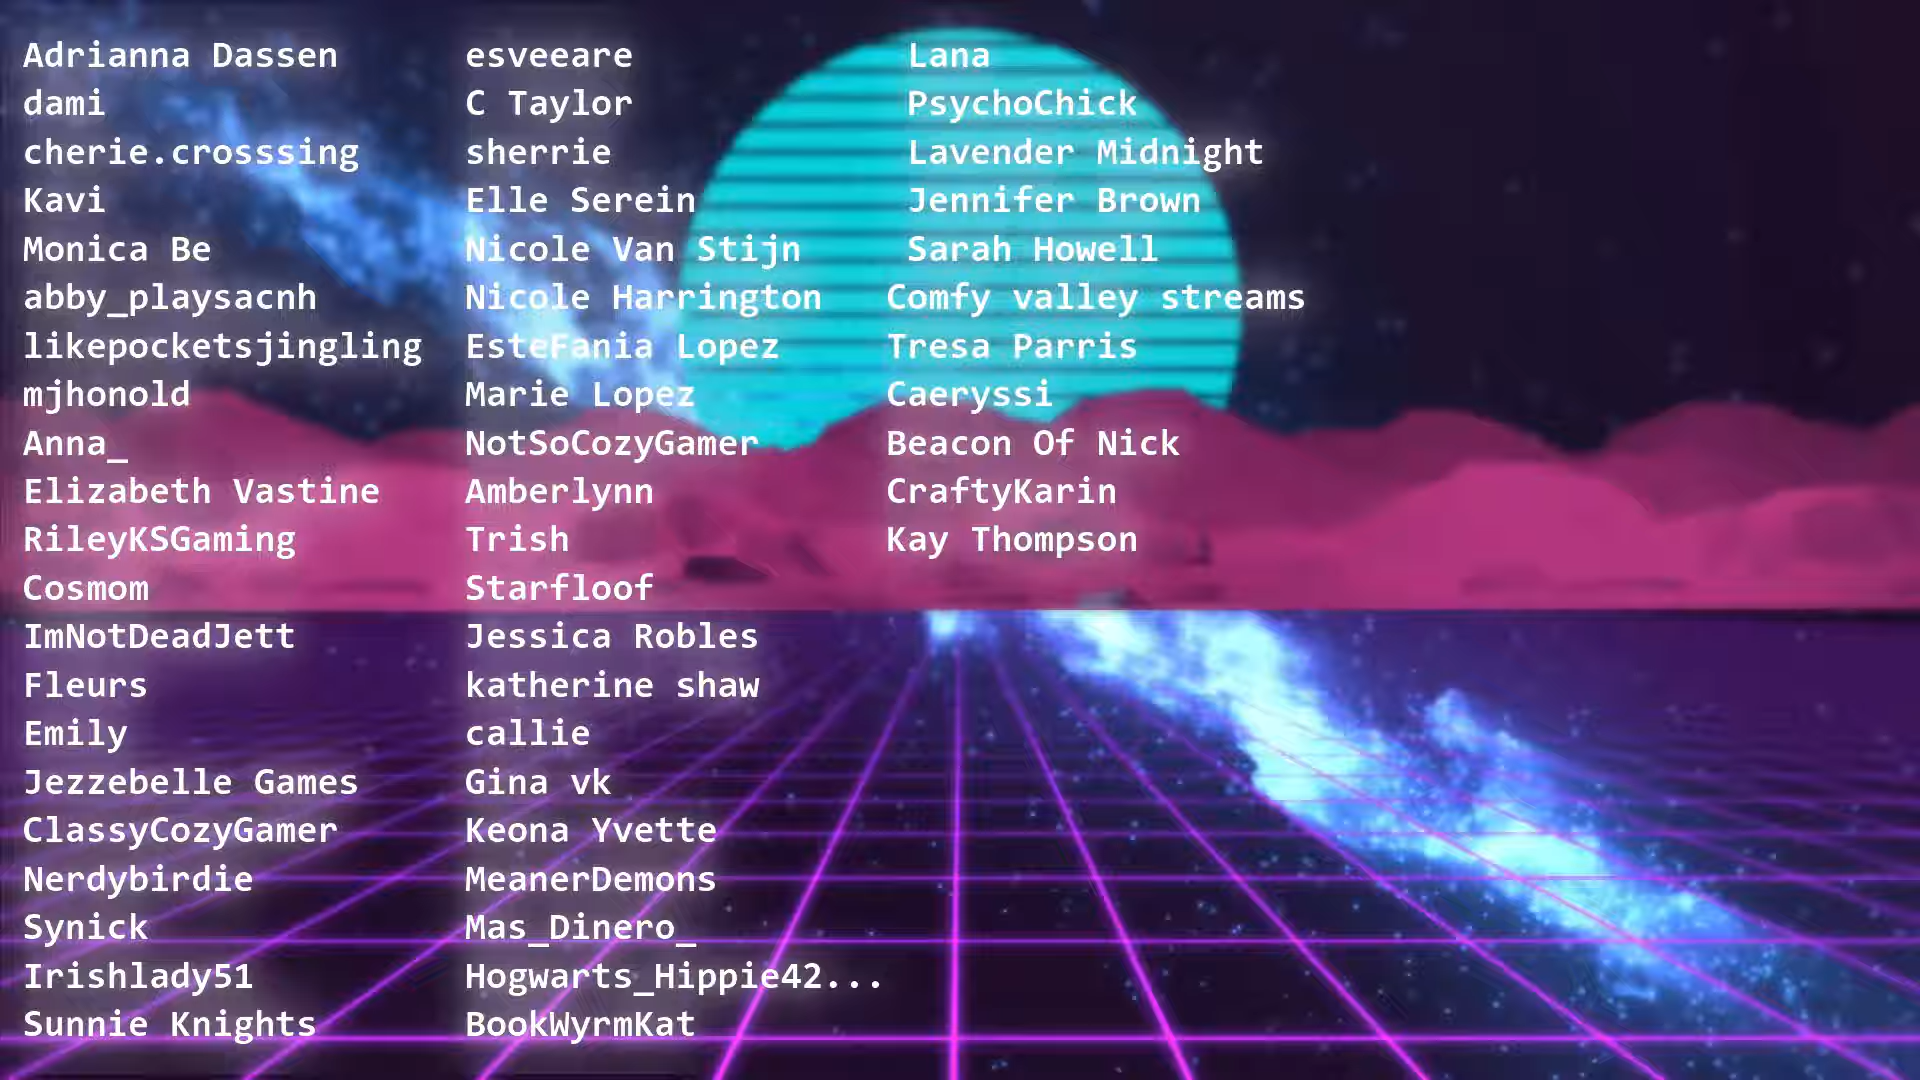 Adrianna Dassen
dami
cherie.crosssing
Kavi
Monica Be
abby_playsacnh
likepocketsjingling
mjhonold
Anna_
Elizabeth Vastine
RileyKSGaming
Cosmom
ImNotDeadJett
Fleurs
Emily
Jezzebelle Games
ClassyCozyGamer
Nerdybirdie
Synick
Irishlady51
Sunnie Knights
esveeare
C Taylor
sherrie
Elle Serein
Nicole Van Stijn
Nicole Harrington
EsteFania Lopez
Marie Lopez
NotSoCozyGamer
Amberlynn
Trish
Starfloof
Jessica Robles
katherine shaw
callie
Gina vk
Keona Yvette
MeanerDemons
Mas_Dinero_
Hogwarts_Hippie42...
BookWyrmKat
Lana
PsychoChick
Lavender Midnight
Jennifer Brown
Sarah Howell
Comfy valley streams
Tresa Parris
Caeryssi
Beacon Of Nick
CraftyKarin
Kay Thompson